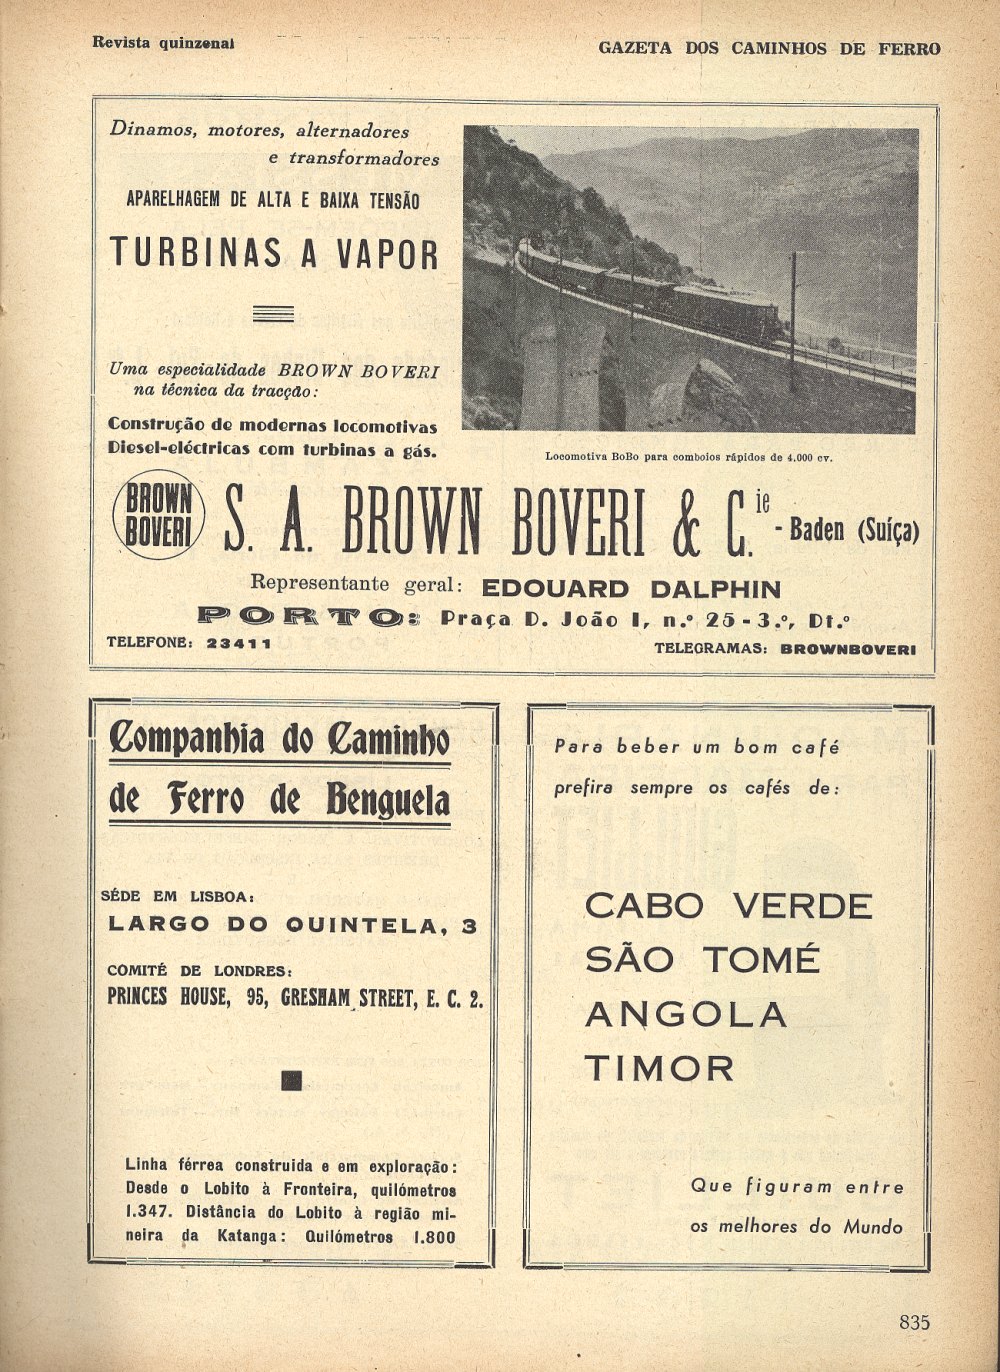 Revista quinzenal
GAZETA DOS CAMINHOS DE FERRO
Dinamos, motores, alternadores
e transformadores
APARELHAGEM DE ALTA E BAIXA TENSÃO
TURBINAS A VAPOR
Uma especialidade BROWN BOVERI
na técnica da tracção:
Construção de modernas locomotivas
Diesel-eléctricas com turbinas a gás.
Locomotiva BoBo para comboios rápidos de 4.000 cv.
BROWN
BOVERI
S. A. BROWN BOVERI & C.ie - Baden (Suíça)
Representante geral: EDOUARD DALPHIN
PORTO: Praça D. João I, n.º 25-3.º, Dt.º
TELEFONE: 23411
TELEGRAMAS: BROWNBOVERI
Companhia do Caminho
de Ferro de Benguela
SÉDE EM LISBOA:
LARGO DO QUINTELA, 3
COMITÉ DE LONDRES:
PRINCES HOUSE, 95, GRESHAM STREET, E. C. 2.
Linha férrea construida e em exploração:
Desde o Lobito à Fronteira, quilómetros
1.347. Distância do Lobito à região mi-
neira da Katanga: Quilómetros 1.800
Para beber um bom café
prefira sempre os cafés de:
CABO VERDE
SÃO TOMÉ
ANGOLA
TIMOR
Que figuram entre
os melhores do Mundo
835